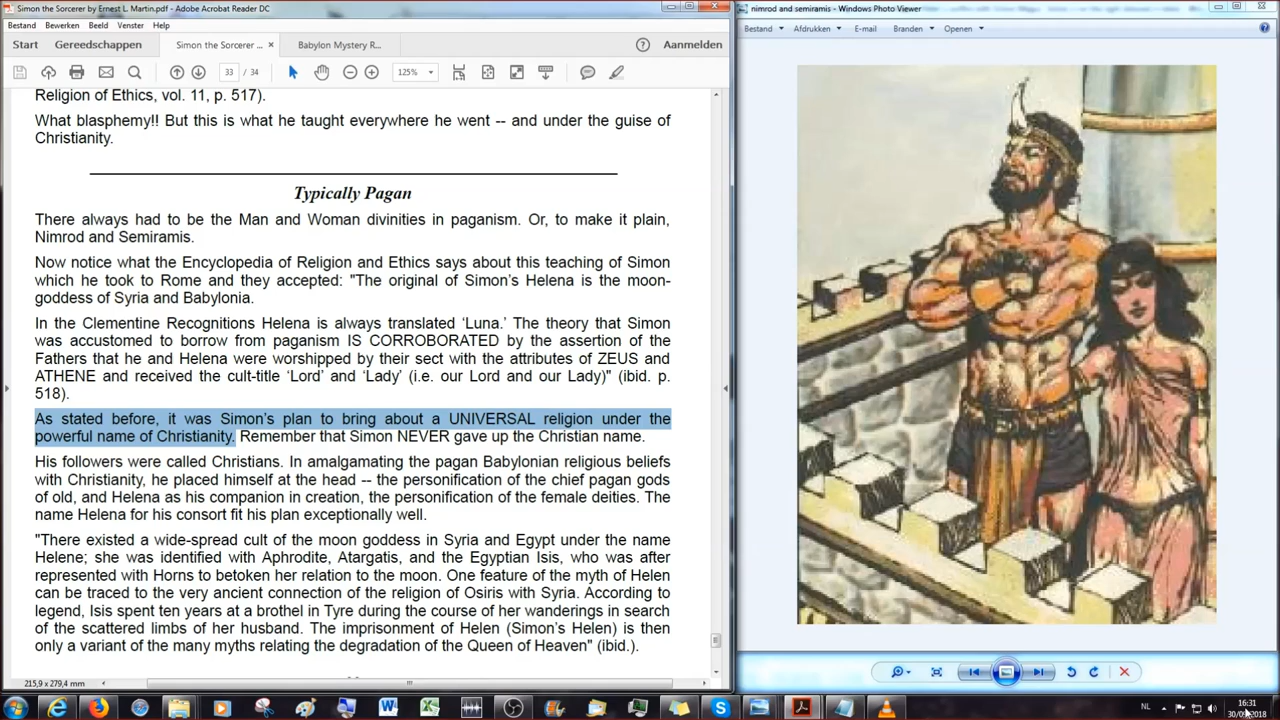 Simon the Sorcerer by Ernest L. Martin.pdf - Adobe Acrobat Reader DC
Bestand Bewerken Beeld Venster Help
Start Gereedschappen Simon the Sorcerer ... × Babylon Mystery R... Aanmelden
33 / 34 125%
Religion of Ethics, vol. 11, p. 517).
What blasphemy!! But this is what he taught everywhere he went -- and under the guise of
Christianity.
Typically Pagan
There always had to be the Man and Woman divinities in paganism. Or, to make it plain,
Nimrod and Semiramis.
Now notice what the Encyclopedia of Religion and Ethics says about this teaching of Simon
which he took to Rome and they accepted: "The original of Simon's Helena is the moon-
goddess of Syria and Babylonia.
In the Clementine Recognitions Helena is always translated 'Luna.' The theory that Simon
was accustomed to borrow from paganism IS CORROBORATED by the assertion of the
Fathers that he and Helena were worshipped by their sect with the attributes of ZEUS and
ATHENE and received the cult-title 'Lord' and 'Lady' (i.e. our Lord and our Lady)" (ibid. p.
518).
As stated before, it was Simon's plan to bring about a UNIVERSAL religion under the
powerful name of Christianity. Remember that Simon NEVER gave up the Christian name.
His followers were called Christians. In amalgamating the pagan Babylonian religious beliefs
with Christianity, he placed himself at the head -- the personification of the chief pagan gods
of old, and Helena as his companion in creation, the personification of the female deities. The
name Helena for his consort fit his plan exceptionally well.
"There existed a wide-spread cult of the moon goddess in Syria and Egypt under the name
Helene; she was identified with Aphrodite, Atargatis, and the Egyptian Isis, who was after
represented with Horns to betoken her relation to the moon. One feature of the myth of Helen
can be traced to the very ancient connection of the religion of Osiris with Syria. According to
legend, Isis spent ten years at a brothel in Tyre during the course of her wanderings in search
of the scattered limbs of her husband. The imprisonment of Helen (Simon's Helen) is then
only a variant of the many myths relating the degradation of the Queen of Heaven" (ibid.).
215,9 x 279,4 mm
nimrod and semiramis - Windows Photo Viewer
Bestand Afdrukken E-mail Branden Openen
NL 16:31
30/09/2018